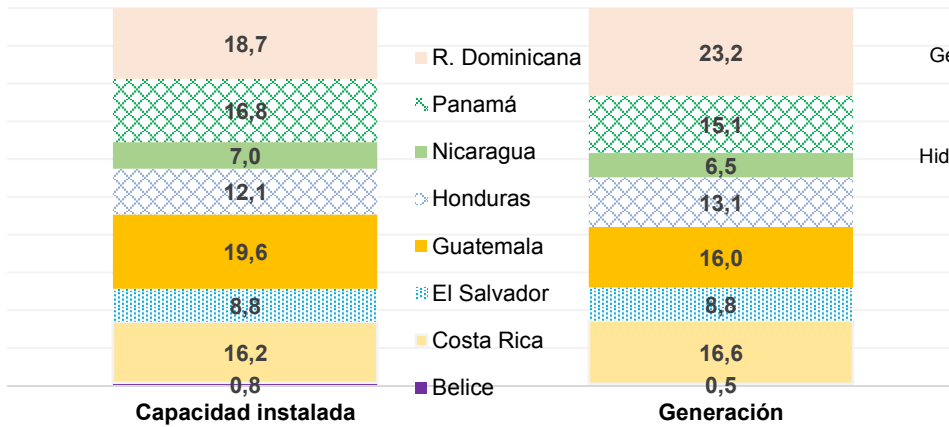 18,7
16,8
7,0
12,1
19,6
8,8
16,2
0,8
Capacidad instalada
R. Dominicana
Panamá
Nicaragua
Honduras
Guatemala
El Salvador
Costa Rica
Belice
23,2
15,1
6,5
13,1
16,0
8,8
16,6
0,5
Generación
Ge
Hid